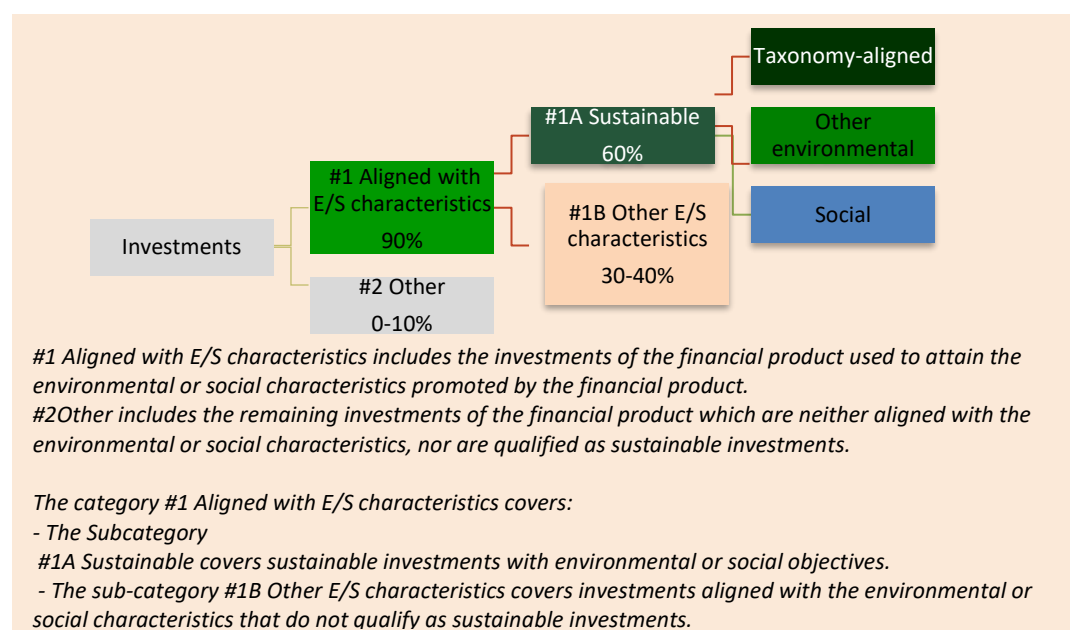 Taxonomy-aligned
#1A Sustainable
60%
Other
environmental
#1 Aligned with
E/S characteristics
90%
#1B Other E/S
characteristics
30-40%
Social
Investments
#2 Other
0-10%
#1 Aligned with E/S characteristics includes the investments of the financial product used to attain the
environmental or social characteristics promoted by the financial product.
#2Other includes the remaining investments of the financial product which are neither aligned with the
environmental or social characteristics, nor are qualified as sustainable investments.
The category #1 Aligned with E/S characteristics covers:
- The Subcategory
#1A Sustainable covers sustainable investments with environmental or social objectives.
- The sub-category #1B Other E/S characteristics covers investments aligned with the environmental or
social characteristics that do not qualify as sustainable investments.